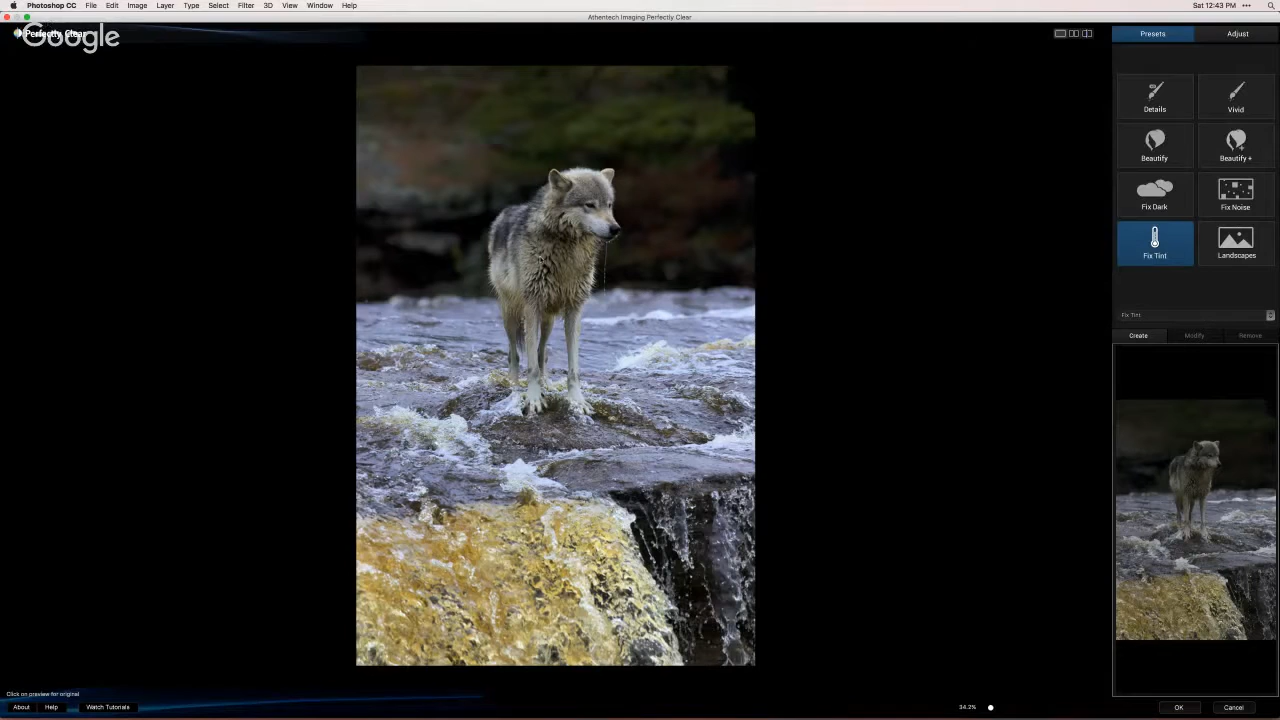 Photoshop CC File Edit Image Layer Type Select Filter 3D View Window Help Sat 12:43 PM
Athentech Imaging Perfectly Clear
Perfectly Clear
Google
Presets Adjust
Details Vivid
Beautify Beautify +
Fix Dark Fix Noise
Fix Tint Landscapes
Fix Tint
Create Modify Remove
Click on preview for original
About Help Watch Tutorials 34.2% OK Cancel